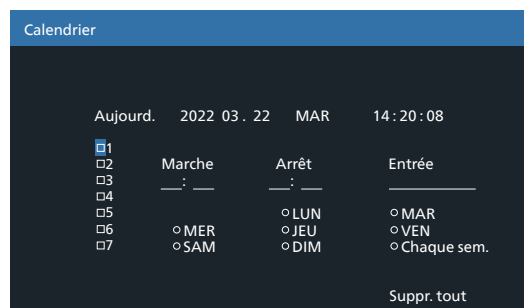 Calendrier
Aujourd. 2022 03 . 22 MAR 14 : 20 : 08
□1
□2 Marche Arrêt Entrée
□3 __: __ __: __ ________
□4
□5 ○ LUN ○ MAR
□6 ○ MER ○ JEU ○ VEN
□7 ○ SAM ○ DIM ○ Chaque sem.
Suppr. tout